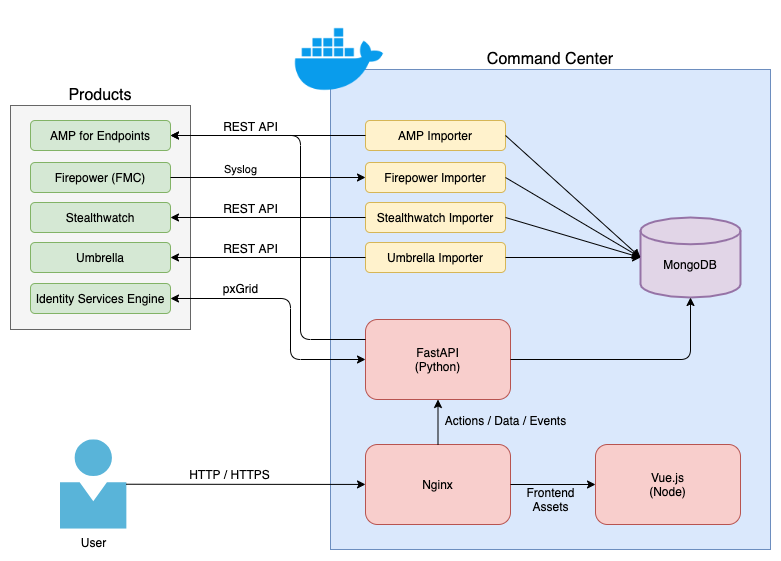 Command Center
Products
AMP for Endpoints
REST API
AMP Importer
Firepower (FMC)
Syslog
Firepower Importer
Stealthwatch
REST API
Stealthwatch Importer
Umbrella
REST API
Umbrella Importer
MongoDB
Identity Services Engine
pxGrid
FastAPI
(Python)
Actions / Data / Events
HTTP / HTTPS
Nginx
Frontend
Assets
Vue.js
(Node)
User